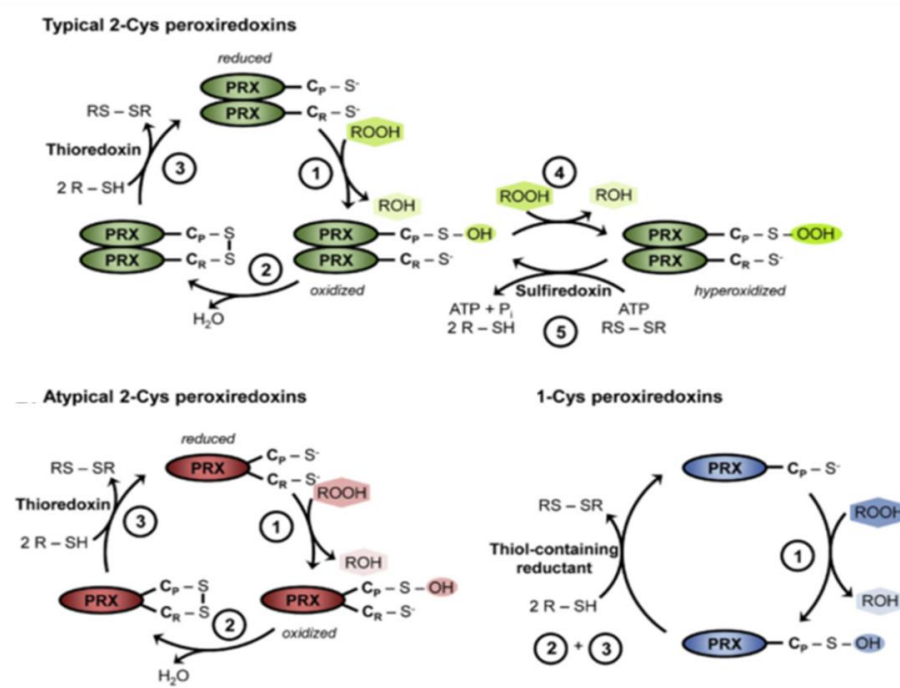 Typical 2-Cys peroxiredoxins
reduced
PRX – C_P – S⁻
PRX – C_R – S⁻
RS – SR
Thioredoxin
2 R – SH
3
1
ROOH
ROH
PRX – C_P – S
PRX – C_R – S
2
H₂O
PRX – C_P – S – OH
PRX – C_R – S⁻
oxidized
4
ROOH
ROH
PRX – C_P – S – OOH
PRX – C_R – S⁻
hyperoxidized
Sulfiredoxin
ATP + Pᵢ
2 R – SH
5
ATP
RS – SR
Atypical 2-Cys peroxiredoxins
reduced
PRX
C_P – S⁻
C_R – S⁻
RS – SR
Thioredoxin
2 R – SH
3
1
ROOH
ROH
PRX
C_P – S
C_R – S
2
H₂O
PRX
C_P – S – OH
C_R – S⁻
oxidized
1-Cys peroxiredoxins
PRX – C_P – S⁻
RS – SR
Thiol-containing
reductant
2 R – SH
2 + 3
1
ROOH
ROH
PRX – C_P – S – OH